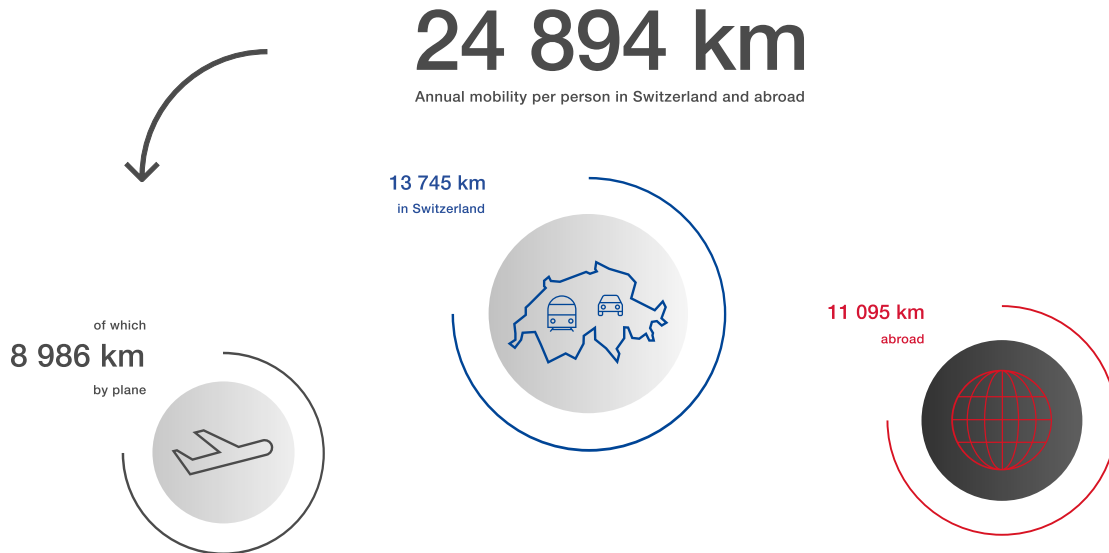 24 894 km
Annual mobility per person in Switzerland and abroad
13 745 km
in Switzerland
11 095 km
abroad
of which
8 986 km
by plane